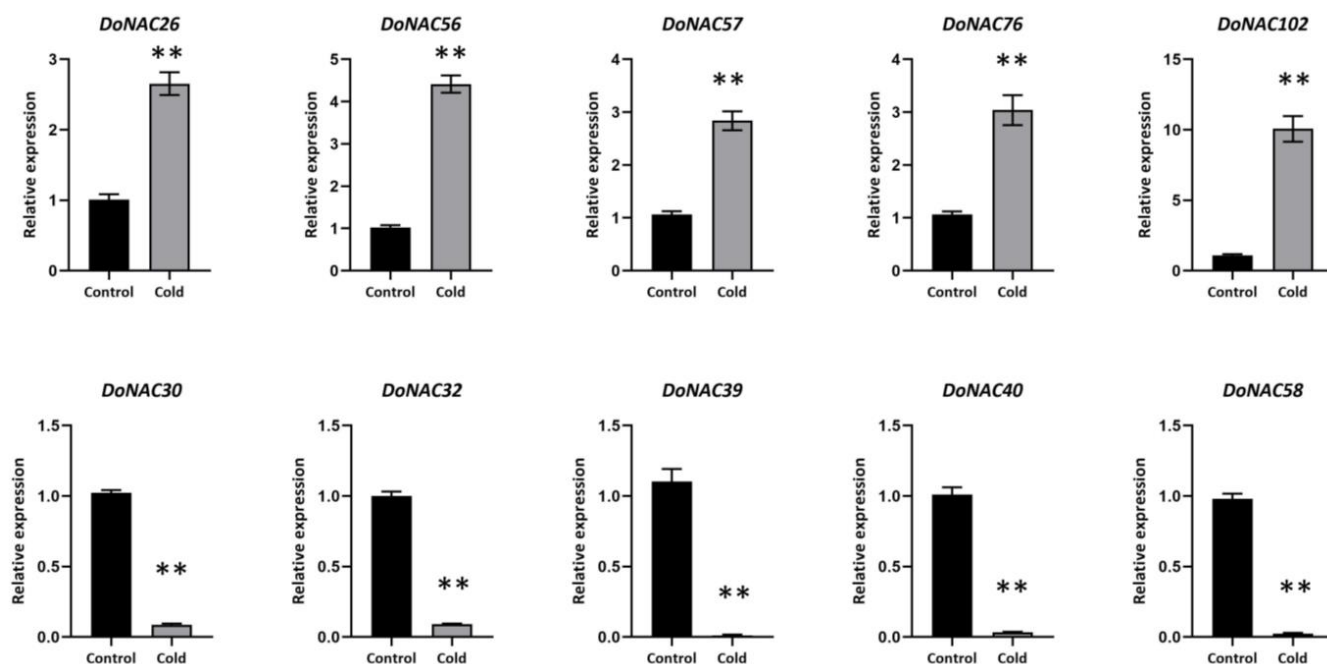 DoNAC26
DoNAC56
DoNAC57
DoNAC76
DoNAC102
Relative expression
3
2
1
0
**
Control Cold
Relative expression
5
4
3
2
1
0
**
Control Cold
Relative expression
4
3
2
1
0
**
Control Cold
Relative expression
4
3
2
1
0
**
Control Cold
Relative expression
15
10
5
0
**
Control Cold
DoNAC30
DoNAC32
DoNAC39
DoNAC40
DoNAC58
Relative expression
1.5
1.0
0.5
0.0
**
Control Cold
Relative expression
1.5
1.0
0.5
0.0
**
Control Cold
Relative expression
1.5
1.0
0.5
0.0
**
Control Cold
Relative expression
1.5
1.0
0.5
0.0
**
Control Cold
Relative expression
1.5
1.0
0.5
0.0
**
Control Cold